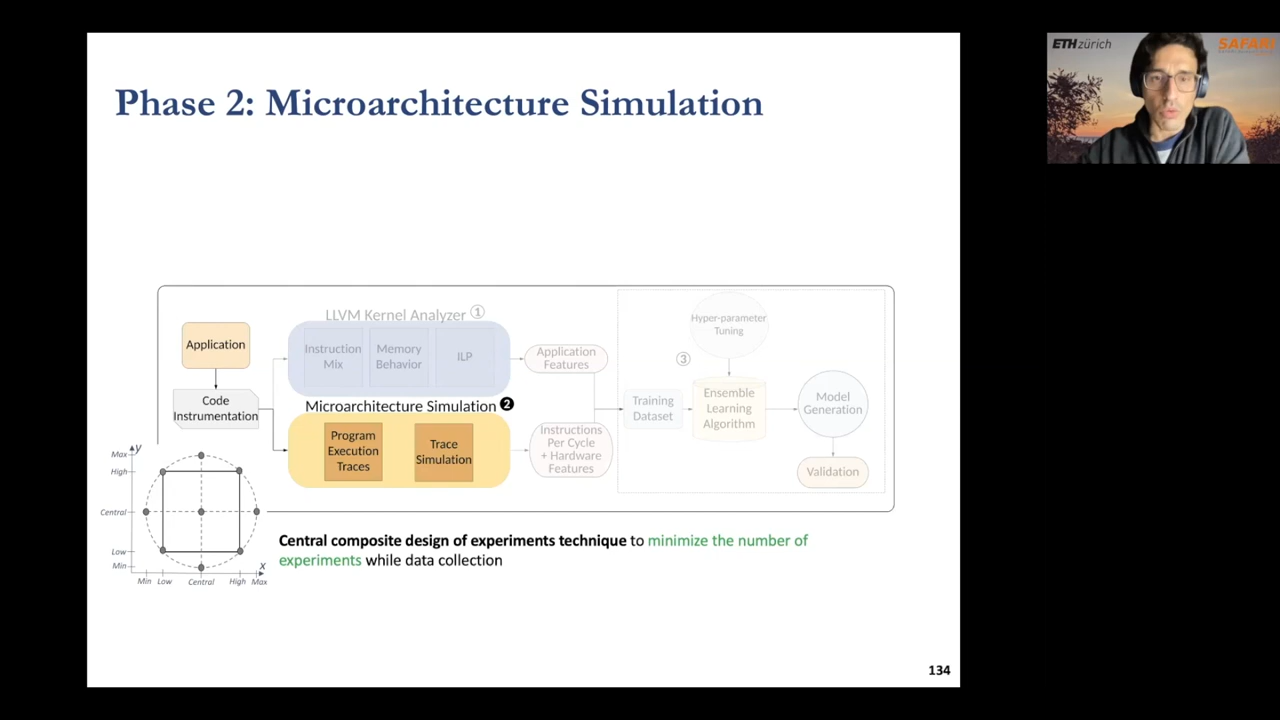 Phase 2: Microarchitecture Simulation
ETH zürich
SAFARI
LLVM Kernel Analyzer ①
Application
Instruction
Mix
Memory
Behavior
ILP
Application
Features
Code
Instrumentation
Microarchitecture Simulation ❷
Program
Execution
Traces
Trace
Simulation
Instructions
Per Cycle
+ Hardware
Features
Hyper-parameter
Tuning
③
Training
Dataset
Ensemble
Learning
Algorithm
Model
Generation
Validation
y
Max
High
Central
Low
Min
x
Min Low Central High Max
Central composite design of experiments technique to minimize the number of
experiments while data collection
134